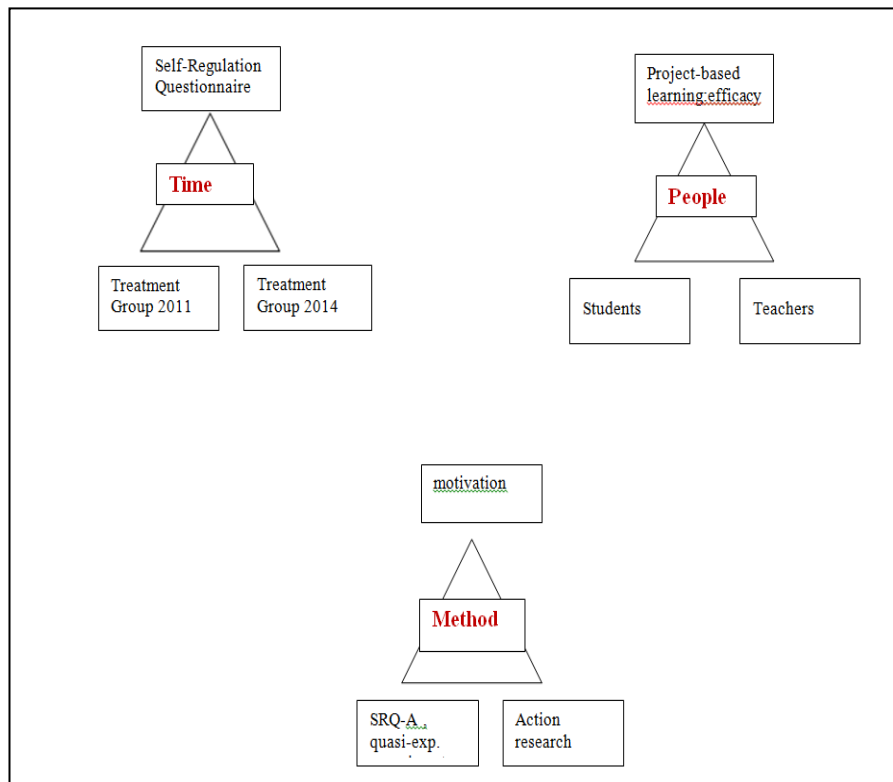 Self-Regulation
Questionnaire
Time
Treatment
Group 2011
Treatment
Group 2014
Project-based
learning:efficacy
People
Students
Teachers
motivation
Method
SRQ-A ,
quasi-exp.
Action
research